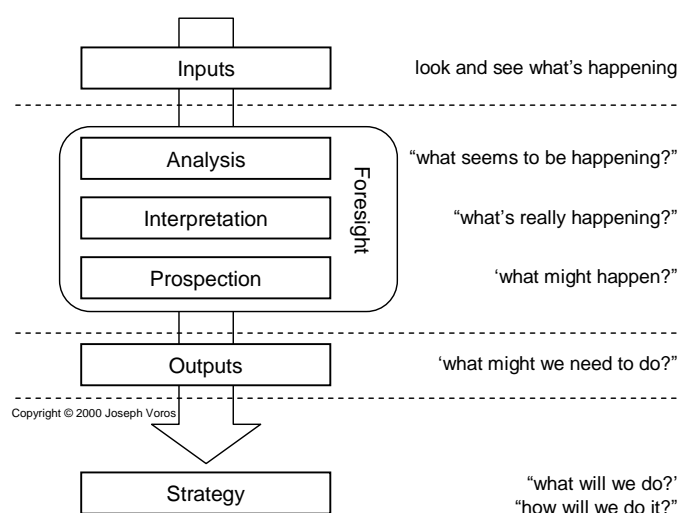 Inputs
look and see what’s happening
Analysis
“what seems to be happening?”
Foresight
Interpretation
“what’s really happening?”
Prospection
‘what might happen?”
Outputs
‘what might we need to do?”
Copyright © 2000 Joseph Voros
Strategy
“what will we do?’
“how will we do it?”